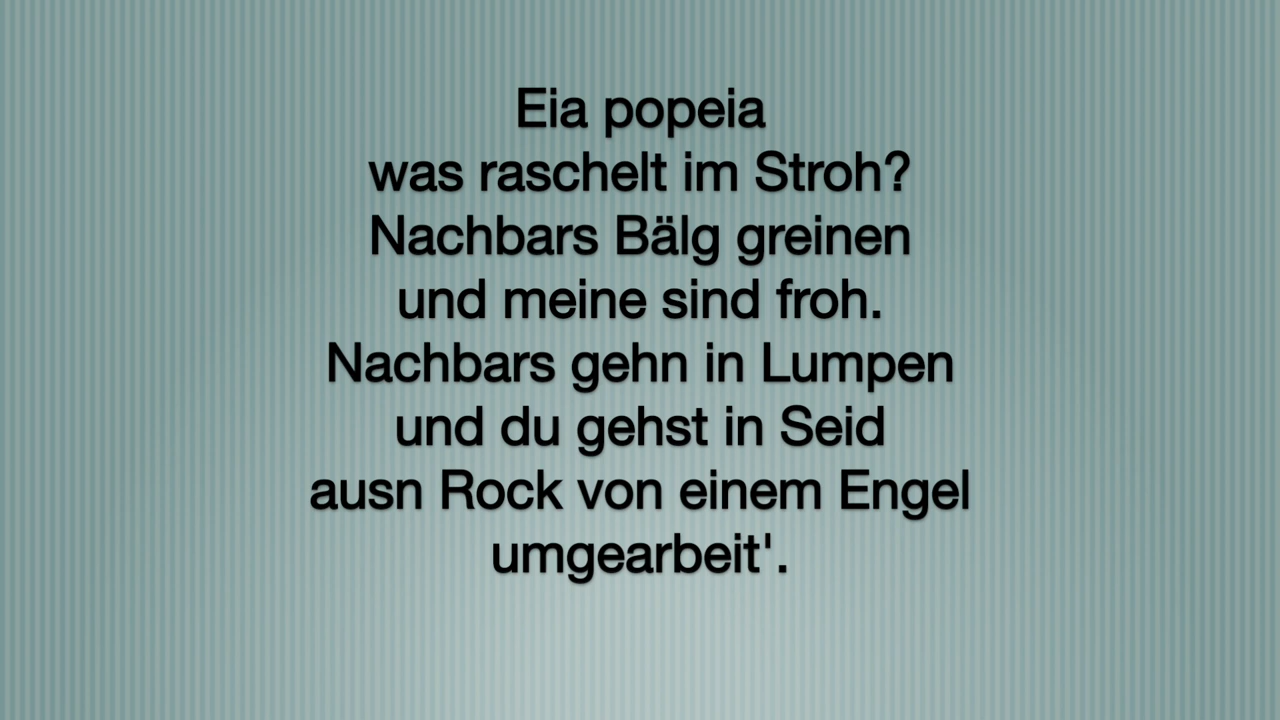 Eia popeia
was raschelt im Stroh?
Nachbars Bälg greinen
und meine sind froh.
Nachbars gehn in Lumpen
und du gehst in Seid
ausn Rock von einem Engel
umgearbeit'.